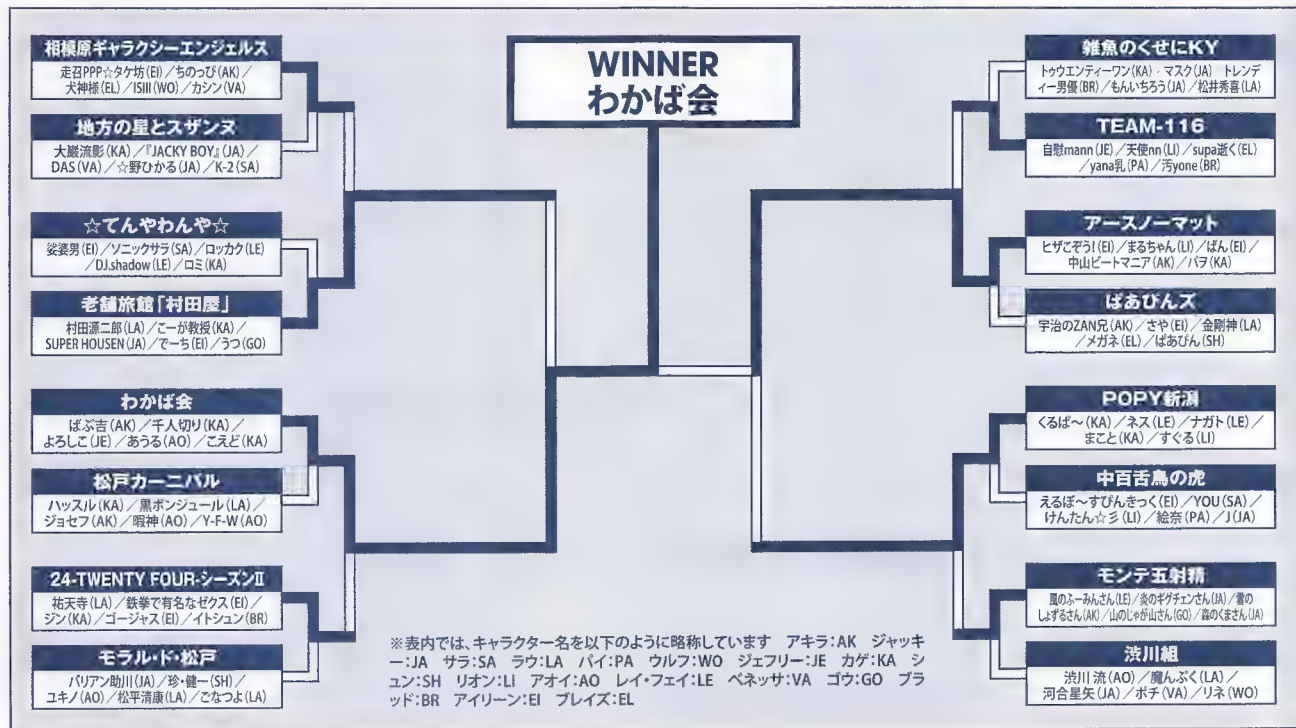 WINNER
わかば会
相模原ギャラクシーエンジェルス
走召PPP☆タケ坊(EI)／ちのっぴ(AK)／
犬神様(EL)／ISIII(WO)／カシン(VA)
地方の星とスザンヌ
大巌流影(KA)／『JACKY BOY』(JA)／
DAS(VA)／☆野ひかる(JA)／K-2(SA)
☆てんやわんや☆
娑婆男(EI)／ソニックサラ(SA)／ロッカク(LE)
／DJ.shadow(LE)／ロミ(KA)
老舗旅館「村田屋」
村田源二郎(LA)／こーが教授(KA)／
SUPER HOUSEN(JA)／でーち(EI)／うつ(GO)
わかば会
ばぶ吉(AK)／千人切り(KA)／
よろしこ(JE)／あうる(AO)／こえど(KA)
松戸カーニバル
ハッスル(KA)／黒ボンジュール(LA)／
ジョセフ(AK)／暇神(AO)／Y-F-W(AO)
24-TWENTY FOUR-シーズンII
祐天寺(LA)／鉄拳で有名なゼクス(EI)／
ジン(KA)／ゴージャス(EI)／イトシュン(BR)
モラル・ド・松戸
バリアン助川(JA)／珍・健一(SH)／
ユキノ(AO)／松平清康(LA)／こなつよ(LA)
雑魚のくせにKY
トゥウエンティーワン(KA)・マスク(JA) トレンデ
ィー男優(BR)／もんいちろう(JA)／松井秀喜(LA)
TEAM-116
自慰mann(JE)／天使nn(LI)／supa逝く(EL)
／yana乳(PA)／汚yone(BR)
アースノーマット
ヒザこぞう!(EI)／まるちゃん(LI)／ぱん(EI)／
中山ビートマニア(AK)／パヲ(KA)
ばあびんズ
宇治のZAN兄(AK)／さや(EI)／金剛神(LA)
／メガネ(EL)／ばあびん(SH)
POPY新潟
くるぱ〜(KA)／ネス(LE)／ナガト(LE)／
まこと(KA)／すぐる(LI)
中百舌鳥の虎
えるぼ〜すぴんきっく(EI)／YOU(SA)／
けんたん☆彡(LI)／絵奈(PA)／J(JA)
モンテ五射精
風のふーみんさん(LE)／炎のギグチェンさん(JA)／雲の
しょずるさん(AK)／山のじゃが山さん(GO)／森のくまさん(JA)
渋川組
渋川 流(AO)／魔んぷく(LA)／
河合星矢(JA)／ポチ(VA)／リネ(WO)
※表内では、キャラクター名を以下のように略称しています アキラ:AK ジャッキ
ー:JA サラ:SA ラウ:LA パイ:PA ウルフ:WO ジェフリー:JE カゲ:KA シ
ュン:SH リオン:LI アオイ:AO レイ・フェイ:LE ベネッサ:VA ゴウ:GO ブラ
ッド:BR アイリーン:EI ブレイズ:EL